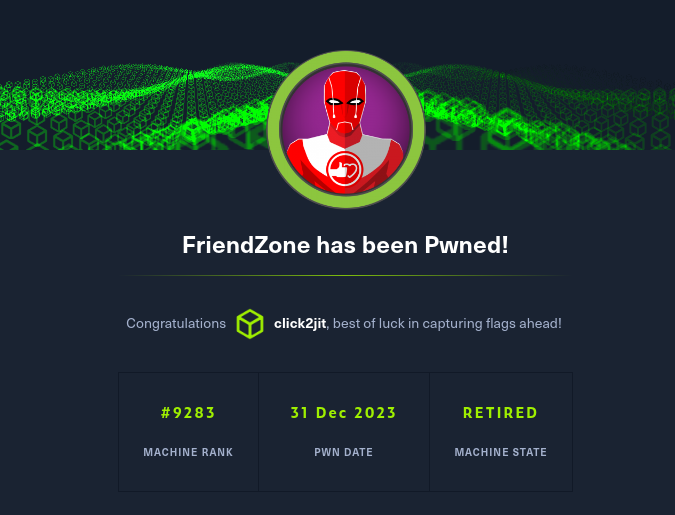 FriendZone has been Pwned!
Congratulations click2jit, best of luck in capturing flags ahead!
#9283 31 Dec 2023 RETIRED
MACHINE RANK PWN DATE MACHINE STATE